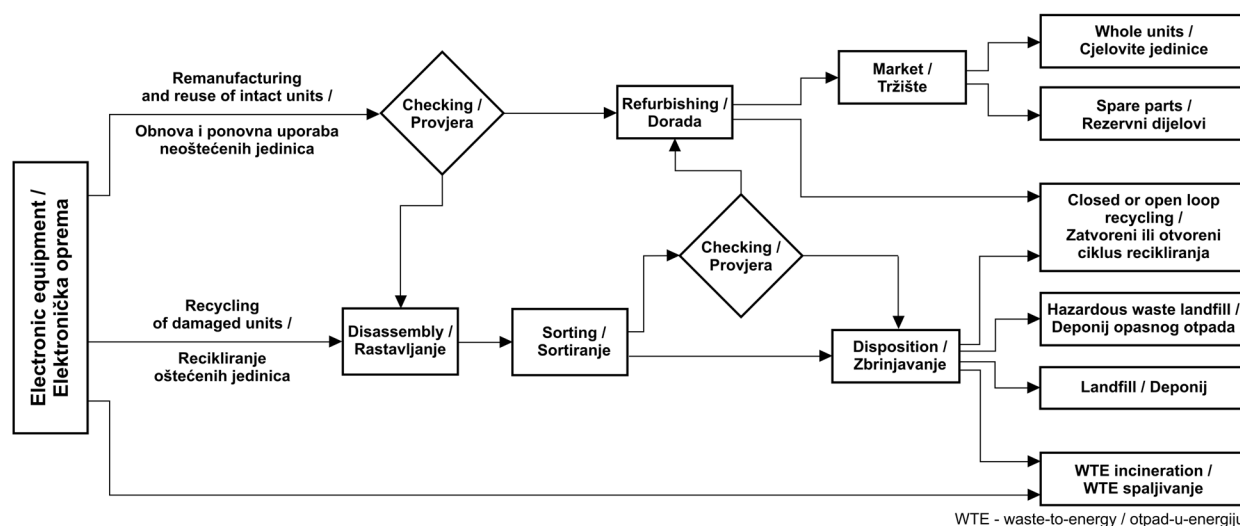 Electronic equipment /
Elektronička oprema
Remanufacturing
and reuse of intact units /
Obnova i ponovna uporaba
neoštećenih jedinica
Checking /
Provjera
Refurbishing /
Dorada
Market /
Tržište
Whole units /
Cjelovite jedinice
Spare parts /
Rezervni dijelovi
Closed or open loop
recycling /
Zatvoreni ili otvoreni
ciklus recikliranja
Checking /
Provjera
Recycling
of damaged units /
Recikliranje
oštećenih jedinica
Disassembly /
Rastavljanje
Sorting /
Sortiranje
Disposition /
Zbrinjavanje
Hazardous waste landfill /
Deponij opasnog otpada
Landfill / Deponij
WTE incineration /
WTE spaljivanje
WTE - waste-to-energy / otpad-u-energiju